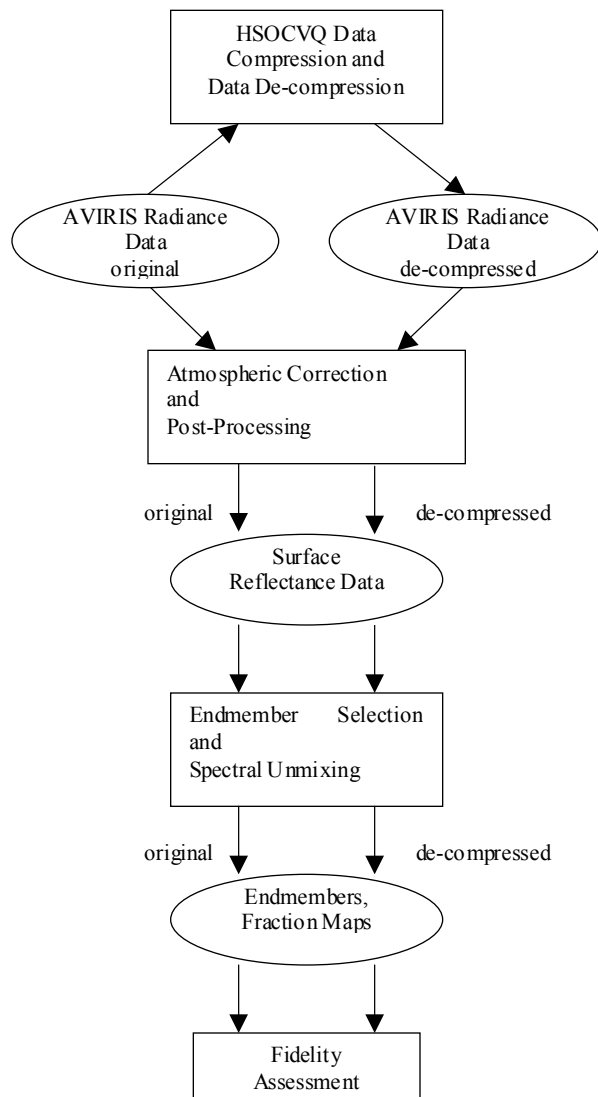 HSOCVQ Data
Compression and
Data De-compression
AVIRIS Radiance
Data
original
AVIRIS Radiance
Data
de-compressed
Atmospheric Correction
and
Post-Processing
original
de-compressed
Surface
Reflectance Data
Endmember Selection
and
Spectral Unmixing
original
de-compressed
Endmembers,
Fraction Maps
Fidelity
Assessment